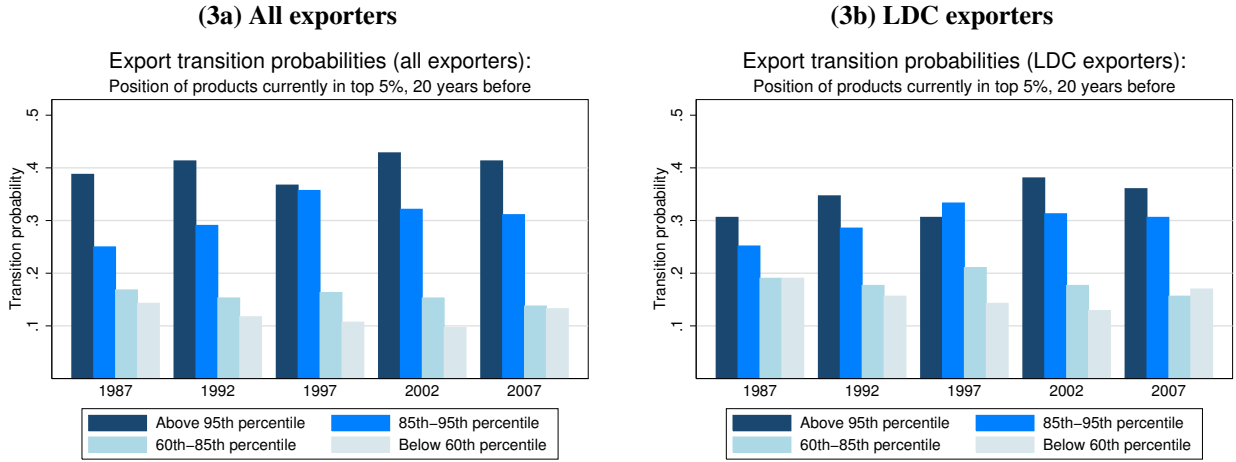 (3a) All exporters
Export transition probabilities (all exporters):
Position of products currently in top 5%, 20 years before
.5
.4
.3
.2
.1
Transition probability
1987 1992 1997 2002 2007
Above 95th percentile 85th−95th percentile
60th−85th percentile Below 60th percentile
(3b) LDC exporters
Export transition probabilities (LDC exporters):
Position of products currently in top 5%, 20 years before
.5
.4
.3
.2
.1
Transition probability
1987 1992 1997 2002 2007
Above 95th percentile 85th−95th percentile
60th−85th percentile Below 60th percentile